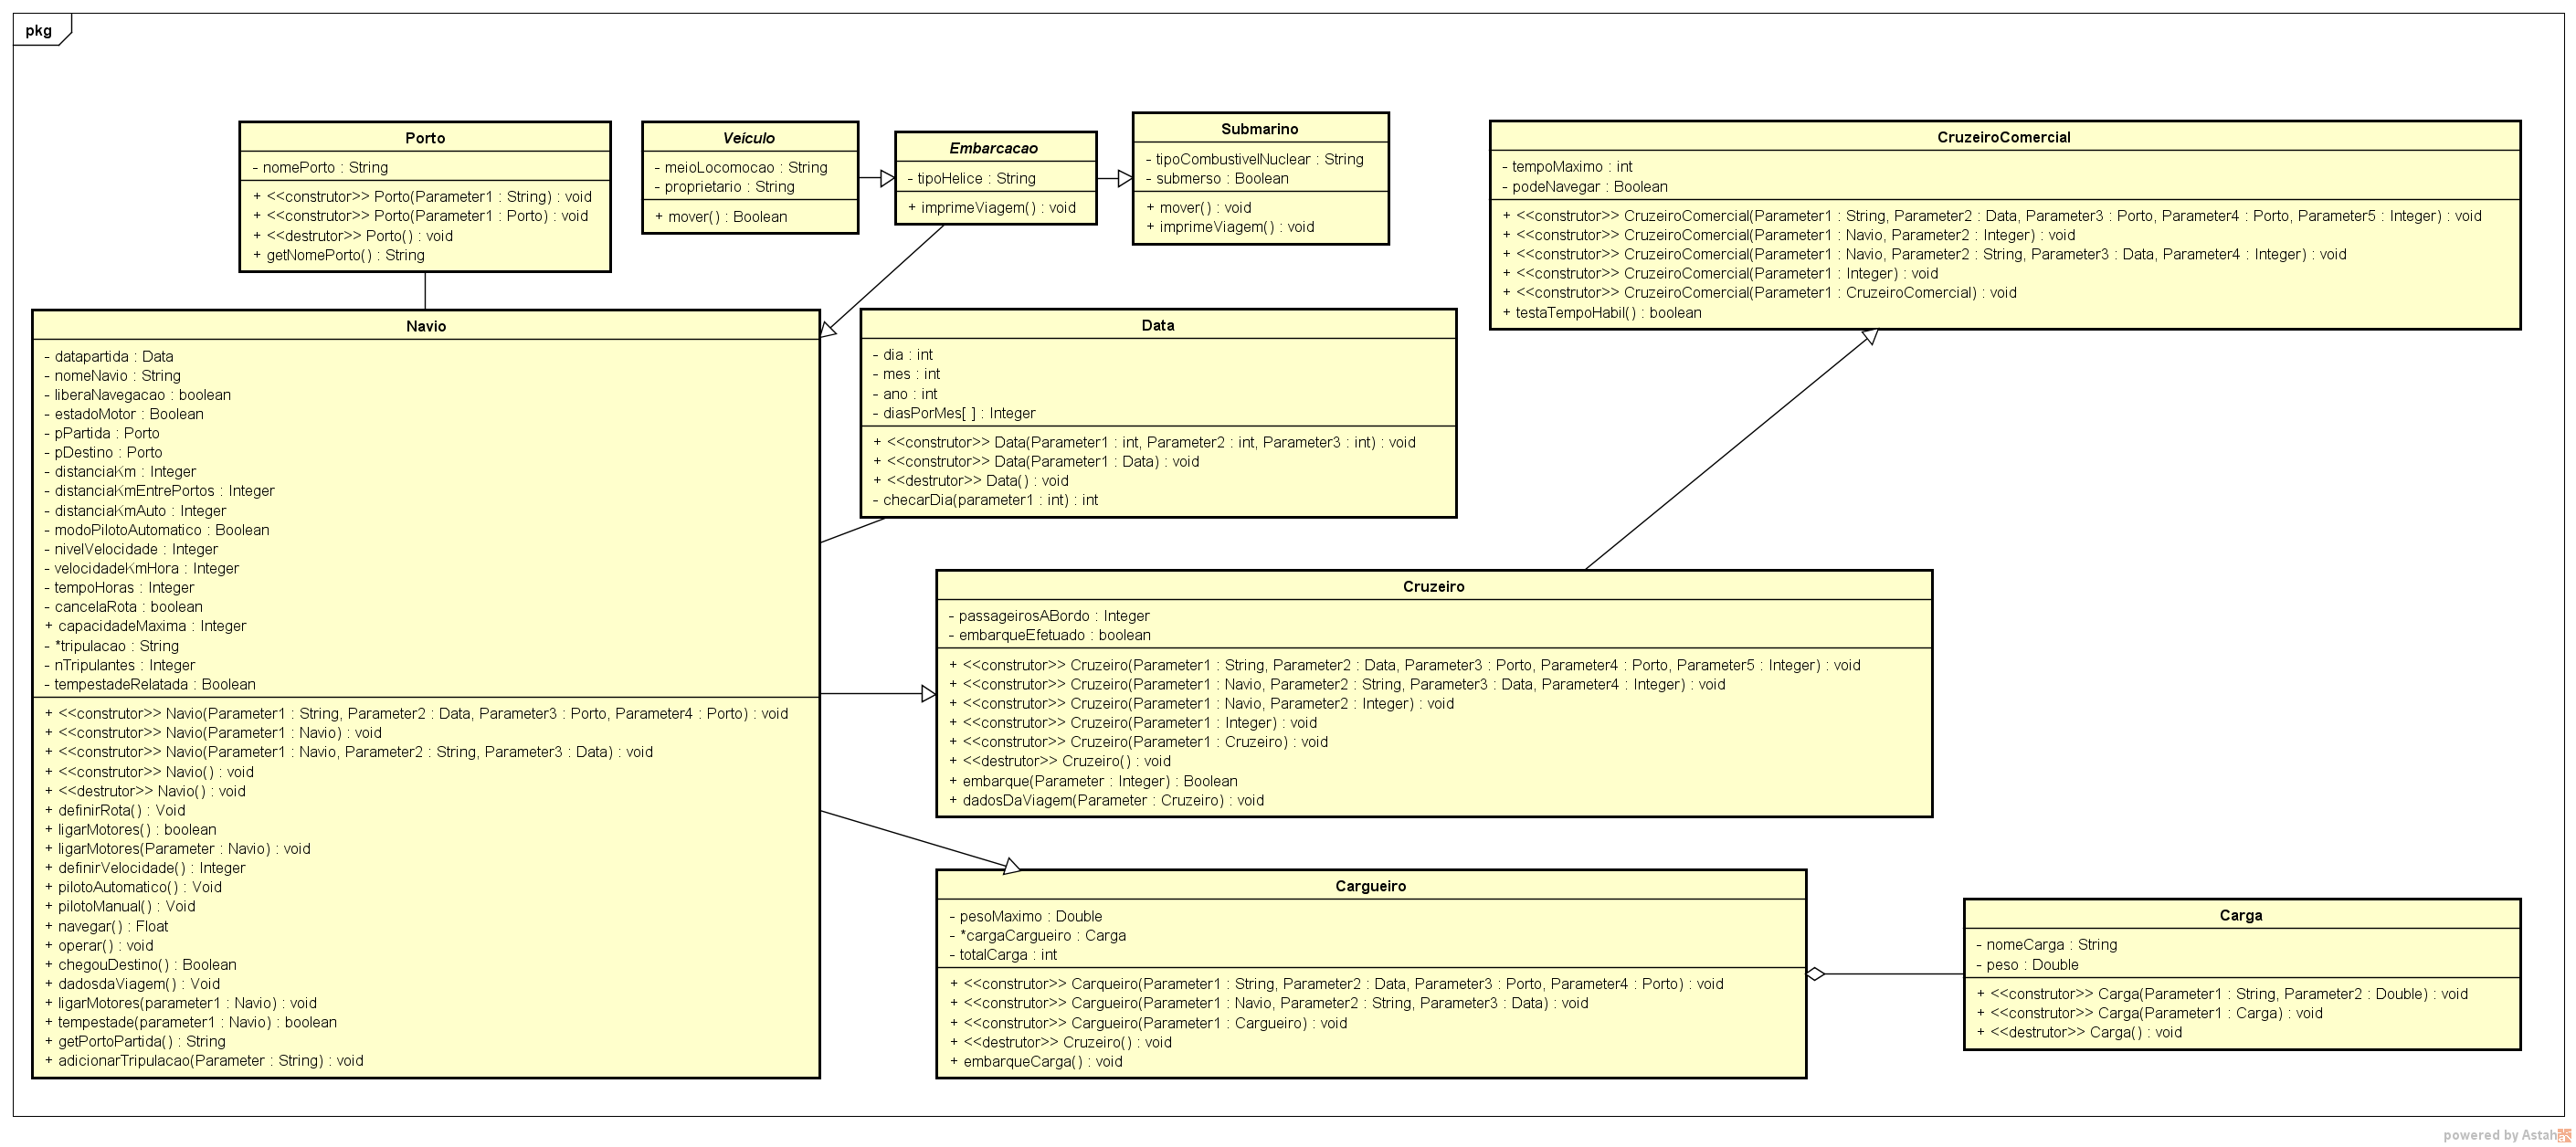 pkg
Porto
- nomePorto : String
+ <<construtor>> Porto(Parameter1 : String) : void
+ <<construtor>> Porto(Parameter1 : Porto) : void
+ <<destrutor>> Porto() : void
+ getNomePorto() : String
Veículo
- meioLocomocao : String
- proprietario : String
+ mover() : Boolean
Embarcacao
- tipoHelice : String
+ imprimeViagem() : void
Submarino
- tipoCombustivelNuclear : String
- submerso : Boolean
+ mover() : void
+ imprimeViagem() : void
CruzeiroComercial
- tempoMaximo : int
- podeNavegar : Boolean
+ <<construtor>> CruzeiroComercial(Parameter1 : String, Parameter2 : Data, Parameter3 : Porto, Parameter4 : Porto, Parameter5 : Integer) : void
+ <<construtor>> CruzeiroComercial(Parameter1 : Navio, Parameter2 : Integer) : void
+ <<construtor>> CruzeiroComercial(Parameter1 : Navio, Parameter2 : String, Parameter3 : Data, Parameter4 : Integer) : void
+ <<construtor>> CruzeiroComercial(Parameter1 : Integer) : void
+ <<construtor>> CruzeiroComercial(Parameter1 : CruzeiroComercial) : void
+ testaTempoHabil() : boolean
Navio
- datapartida : Data
- nomeNavio : String
- liberaNavegacao : boolean
- estadoMotor : Boolean
- pPartida : Porto
- pDestino : Porto
- distanciaKm : Integer
- distanciaKmEntrePortos : Integer
- distanciaKmAuto : Integer
- modoPilotoAutomatico : Boolean
- nivelVelocidade : Integer
- velocidadeKmHora : Integer
- tempoHoras : Integer
- cancelaRota : boolean
+ capacidadeMaxima : Integer
- *tripulacao : String
- nTripulantes : Integer
- tempestadeRelatada : Boolean
+ <<construtor>> Navio(Parameter1 : String, Parameter2 : Data, Parameter3 : Porto, Parameter4 : Porto) : void
+ <<construtor>> Navio(Parameter1 : Navio) : void
+ <<construtor>> Navio(Parameter1 : Navio, Parameter2 : String, Parameter3 : Data) : void
+ <<construtor>> Navio() : void
+ <<destrutor>> Navio() : void
+ definirRota() : Void
+ ligarMotores() : boolean
+ ligarMotores(Parameter : Navio) : void
+ definirVelocidade() : Integer
+ pilotoAutomatico() : Void
+ pilotoManual() : Void
+ navegar() : Float
+ operar() : void
+ chegouDestino() : Boolean
+ dadosdaViagem() : Void
+ ligarMotores(parameter1 : Navio) : void
+ tempestade(parameter1 : Navio) : boolean
+ getPortoPartida() : String
+ adicionarTripulacao(Parameter : String) : void
Data
- dia : int
- mes : int
- ano : int
- diasPorMes[ ] : Integer
+ <<construtor>> Data(Parameter1 : int, Parameter2 : int, Parameter3 : int) : void
+ <<construtor>> Data(Parameter1 : Data) : void
+ <<destrutor>> Data() : void
- checarDia(parameter1 : int) : int
Cruzeiro
- passageirosABordo : Integer
- embarqueEfetuado : boolean
+ <<construtor>> Cruzeiro(Parameter1 : String, Parameter2 : Data, Parameter3 : Porto, Parameter4 : Porto, Parameter5 : Integer) : void
+ <<construtor>> Cruzeiro(Parameter1 : Navio, Parameter2 : String, Parameter3 : Data, Parameter4 : Integer) : void
+ <<construtor>> Cruzeiro(Parameter1 : Navio, Parameter2 : Integer) : void
+ <<construtor>> Cruzeiro(Parameter1 : Integer) : void
+ <<construtor>> Cruzeiro(Parameter1 : Cruzeiro) : void
+ <<destrutor>> Cruzeiro() : void
+ embarque(Parameter : Integer) : Boolean
+ dadosDaViagem(Parameter : Cruzeiro) : void
Cargueiro
- pesoMaximo : Double
- *cargaCargueiro : Carga
- totalCarga : int
+ <<construtor>> Carqueiro(Parameter1 : String, Parameter2 : Data, Parameter3 : Porto, Parameter4 : Porto) : void
+ <<construtor>> Cargueiro(Parameter1 : Navio, Parameter2 : String, Parameter3 : Data) : void
+ <<construtor>> Cargueiro(Parameter1 : Cargueiro) : void
+ <<destrutor>> Cruzeiro() : void
+ embarqueCarga() : void
Carga
- nomeCarga : String
- peso : Double
+ <<construtor>> Carga(Parameter1 : String, Parameter2 : Double) : void
+ <<construtor>> Carga(Parameter1 : Carga) : void
+ <<destrutor>> Carga() : void
powered by Astah